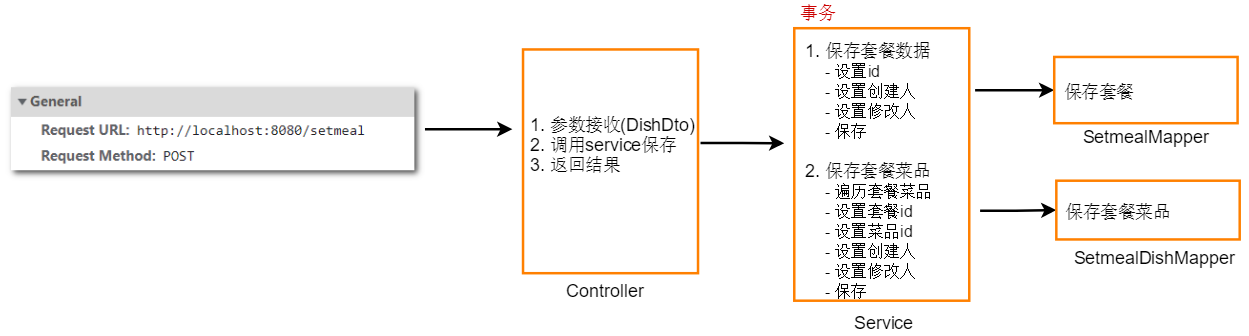 General
Request URL: http://localhost:8080/setmeal
Request Method: POST
1. 参数接收(DishDto)
2. 调用service保存
3. 返回结果
Controller
事务
1. 保存套餐数据
- 设置id
- 设置创建人
- 设置修改人
- 保存
2. 保存套餐菜品
- 遍历套餐菜品
- 设置套餐id
- 设置菜品id
- 设置创建人
- 设置修改人
- 保存
Service
保存套餐
SetmealMapper
保存套餐菜品
SetmealDishMapper